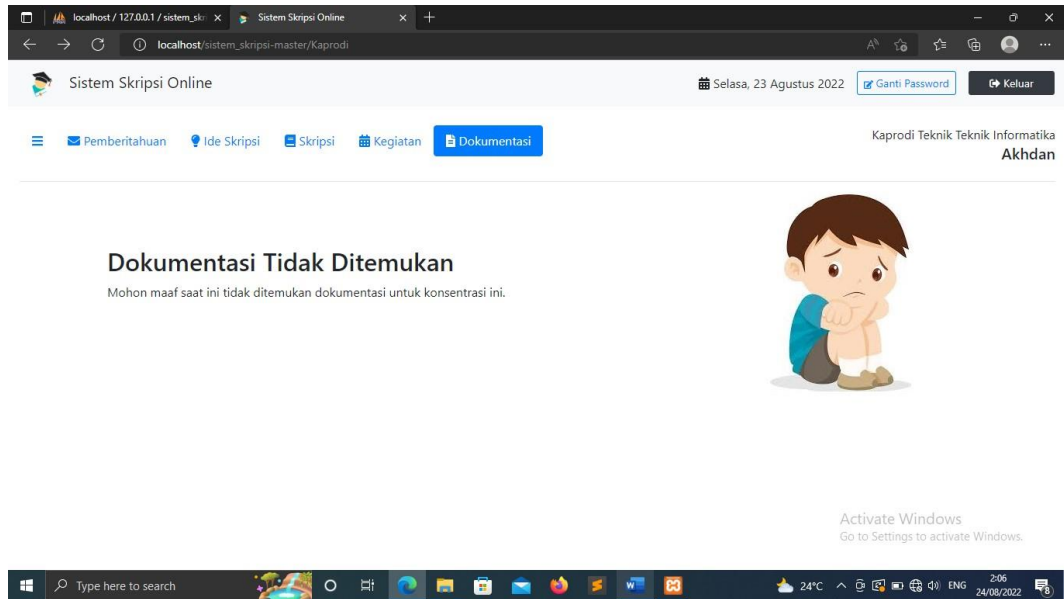 localhost / 127.0.0.1 / sistem_skr
Sistem Skripsi Online
localhost/sistem_skripsi-master/Kaprodi
Sistem Skripsi Online
Selasa, 23 Agustus 2022
Ganti Password
Keluar
Pemberitahuan
Ide Skripsi
Skripsi
Kegiatan
Dokumentasi
Kaprodi Teknik Teknik Informatika
Akhdan
Dokumentasi Tidak Ditemukan
Mohon maaf saat ini tidak ditemukan dokumentasi untuk konsentrasi ini.
Activate Windows
Go to Settings to activate Windows.
Type here to search
24°C
ENG
2:06
24/08/2022